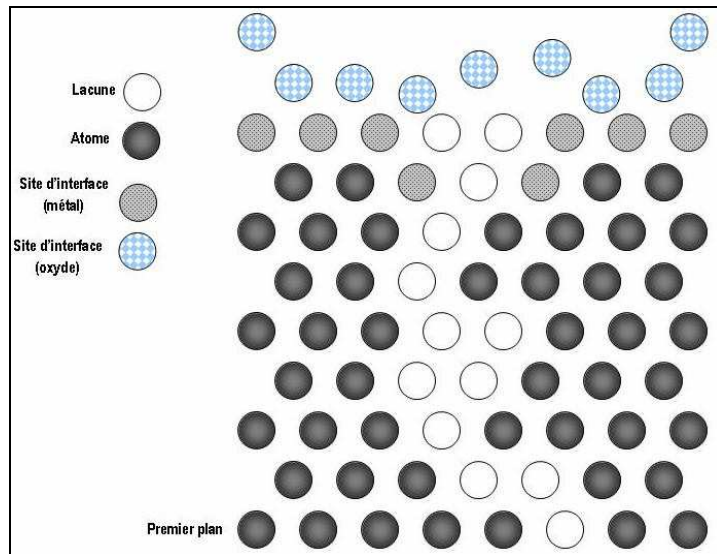 Lacune
Atome
Site d'interface
(métal)
Site d'interface
(oxyde)
Premier plan